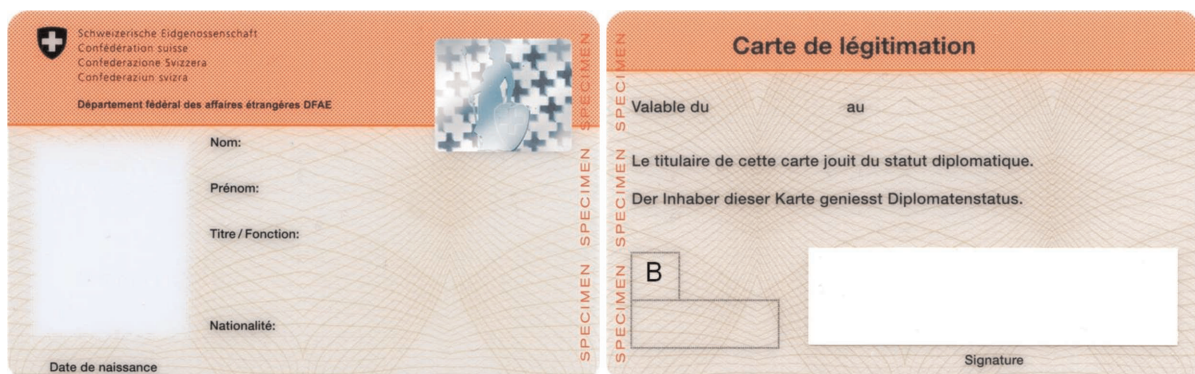 Schweizerische Eidgenossenschaft
Confédération suisse
Confederazione Svizzera
Confederaziun svizra
Département fédéral des affaires étrangères DFAE
Nom:
Prénom:
Titre / Fonction:
Nationalité:
Date de naissance
SPECIMEN SPECIMEN SPECIMEN
SPECIMEN SPECIMEN SPECIMEN
Carte de légitimation
Valable du au
Le titulaire de cette carte jouit du statut diplomatique.
Der Inhaber dieser Karte geniesst Diplomatenstatus.
B
Signature